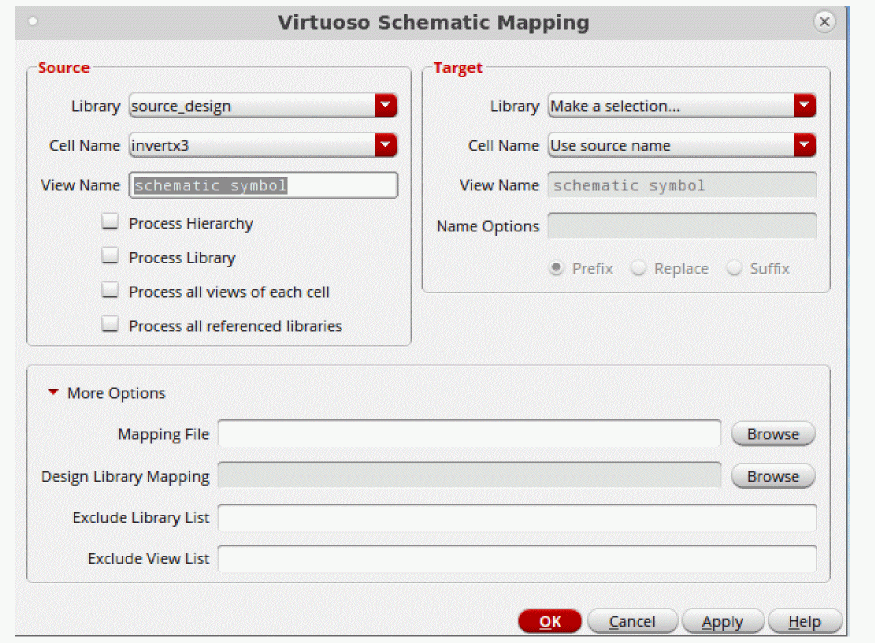 Virtuoso Schematic Mapping
Source
Library source_design
Cell Name invertx3
View Name schematic symbol
Process Hierarchy
Process Library
Process all views of each cell
Process all referenced libraries
Target
Library Make a selection...
Cell Name Use source name
View Name schematic symbol
Name Options
Prefix Replace Suffix
More Options
Mapping File Browse
Design Library Mapping Browse
Exclude Library List
Exclude View List
OK Cancel Apply Help